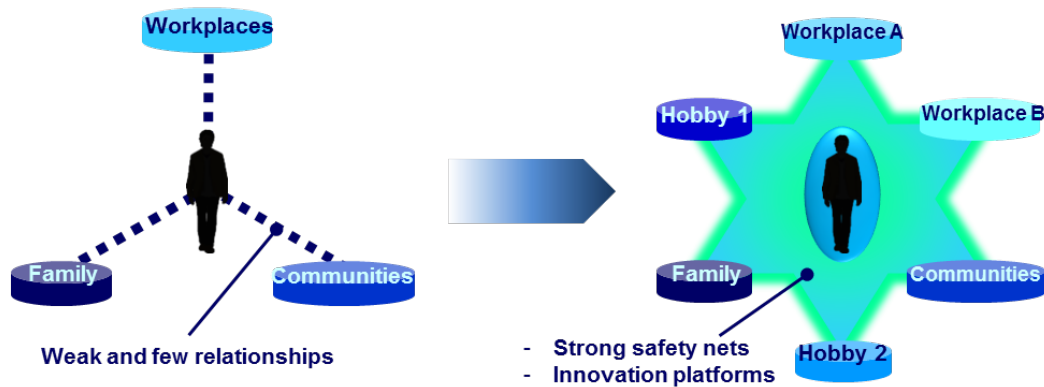 Workplaces
Family
Communities
Weak and few relationships
Workplace A
Hobby 1
Workplace B
Family
Communities
Hobby 2
- Strong safety nets
- Innovation platforms